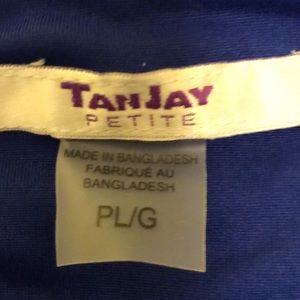 TANJAY
PETITE
MADE IN BANGLADESH
FABRIQUÉ AU
BANGLADESH
PL/G